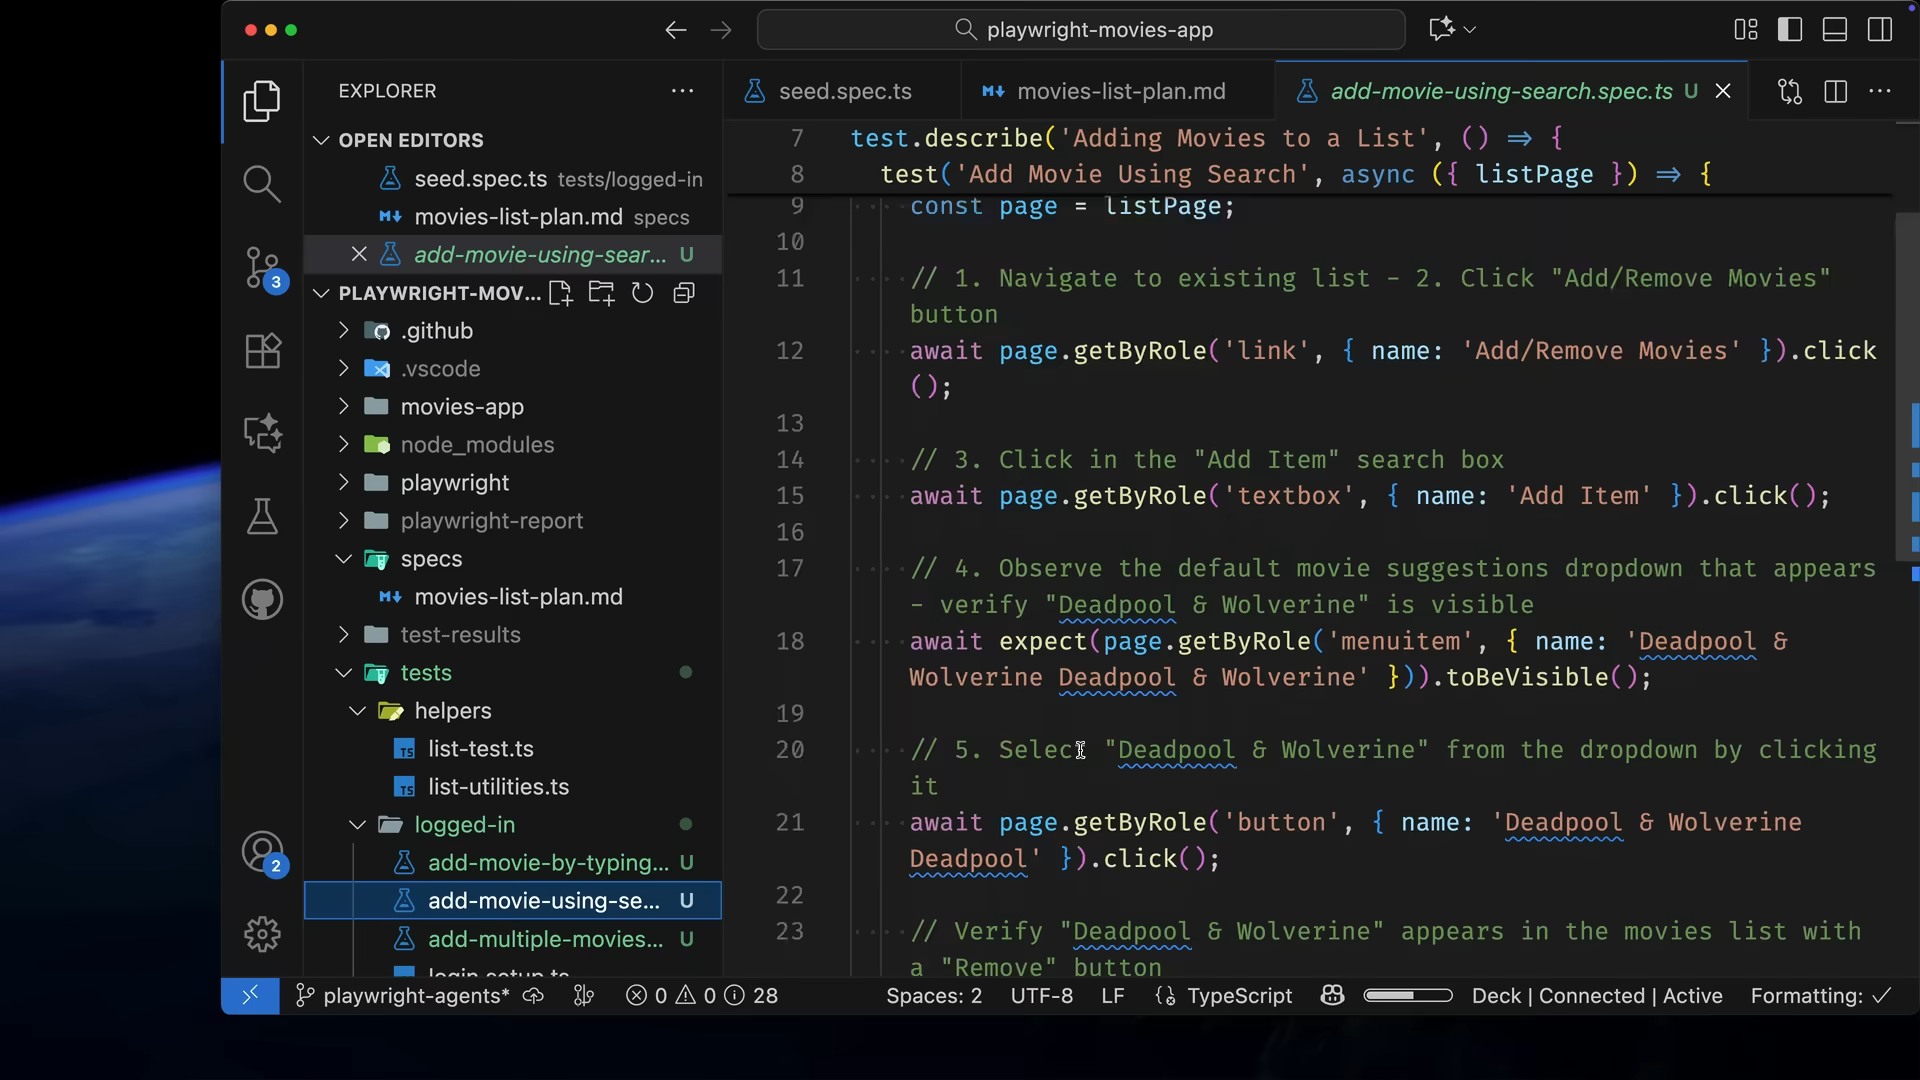 playwright-movies-app
EXPLORER
OPEN EDITORS
seed.spec.ts tests/logged-in
movies-list-plan.md specs
add-movie-using-sear... U
PLAYWRIGHT-MOV...
.github
.vscode
movies-app
node_modules
playwright
playwright-report
specs
movies-list-plan.md
test-results
tests
helpers
list-test.ts
list-utilities.ts
logged-in
add-movie-by-typing... U
add-movie-using-se... U
add-multiple-movies... U
login.setup.ts
3
2
seed.spec.ts
movies-list-plan.md
add-movie-using-search.spec.ts U
7 test.describe('Adding Movies to a List', () => {
8 test('Add Movie Using Search', async ({ listPage }) => {
9 const page = listPage;
10
11 // 1. Navigate to existing list - 2. Click "Add/Remove Movies"
button
12 await page.getByRole('link', { name: 'Add/Remove Movies' }).click
();
13
14 // 3. Click in the "Add Item" search box
15 await page.getByRole('textbox', { name: 'Add Item' }).click();
16
17 // 4. Observe the default movie suggestions dropdown that appears
- verify "Deadpool & Wolverine" is visible
18 await expect(page.getByRole('menuitem', { name: 'Deadpool &
Wolverine Deadpool & Wolverine' })).toBeVisible();
19
20 // 5. Select "Deadpool & Wolverine" from the dropdown by clicking
it
21 await page.getByRole('button', { name: 'Deadpool & Wolverine
Deadpool' }).click();
22
23 // Verify "Deadpool & Wolverine" appears in the movies list with
a "Remove" button
playwright-agents* 0 0 28 Spaces: 2 UTF-8 LF {} TypeScript Deck | Connected | Active Formatting: ✓